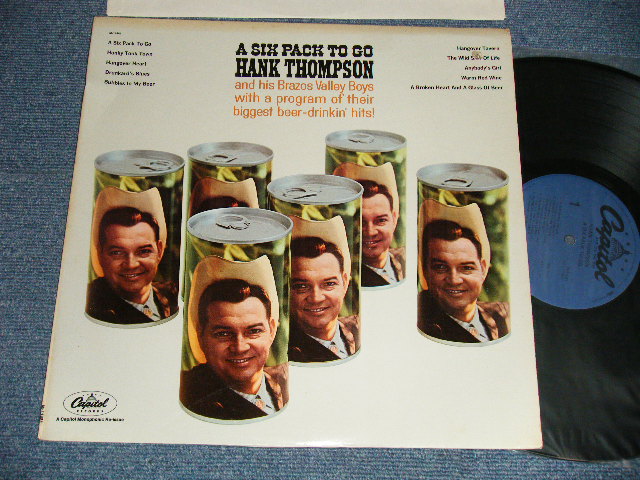 A SIX PACK TO GO
HANK THOMPSON
and his Brazos Valley Boys
with a program of their
biggest beer-drinkin' hits!
A Six Pack To Go
Honky Tonk Town
Hangover Heart
Drunkard's Blues
Bubbles In My Beer
Hangover Tavern
The Wild Side Of Life
Anybody's Girl
Warm Red Wine
A Broken Heart And A Glass Of Beer
Capitol
RECORDS
A Capitol Monophonic Re-issue
Capitol
1